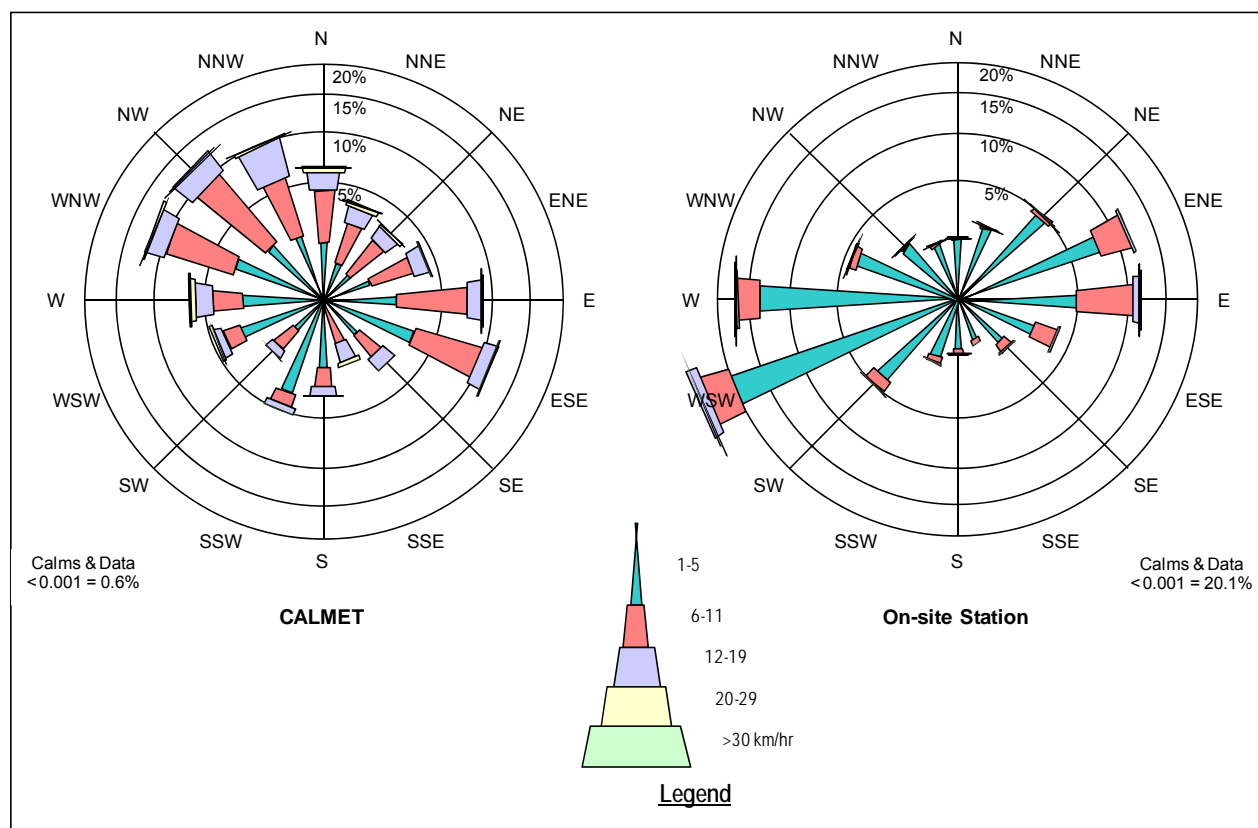 N
NNW
NNE
NW
NE
WNW
ENE
W
E
WSW
ESE
SW
SE
SSW
SSE
S
20%
15%
10%
5%
Calms & Data
<0.001 = 0.6%
CALMET
N
NNW
NNE
NW
NE
WNW
ENE
W
E
WSW
ESE
SW
SE
SSW
SSE
S
20%
15%
10%
5%
Calms & Data
<0.001 = 20.1%
On-site Station
1-5
6-11
12-19
20-29
>30 km/hr
Legend